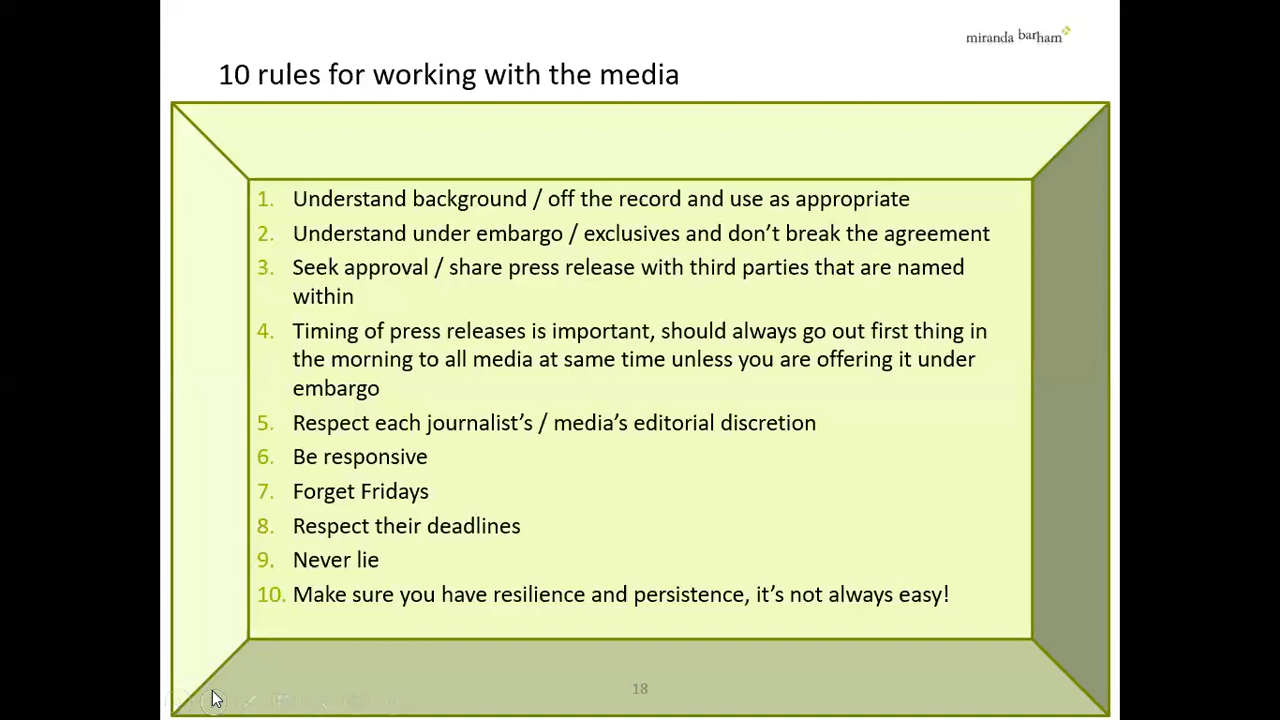 miranda barham
10 rules for working with the media
1. Understand background / off the record and use as appropriate
2. Understand under embargo / exclusives and don’t break the agreement
3. Seek approval / share press release with third parties that are named
within
4. Timing of press releases is important, should always go out first thing in
the morning to all media at same time unless you are offering it under
embargo
5. Respect each journalist’s / media’s editorial discretion
6. Be responsive
7. Forget Fridays
8. Respect their deadlines
9. Never lie
10. Make sure you have resilience and persistence, it’s not always easy!
18